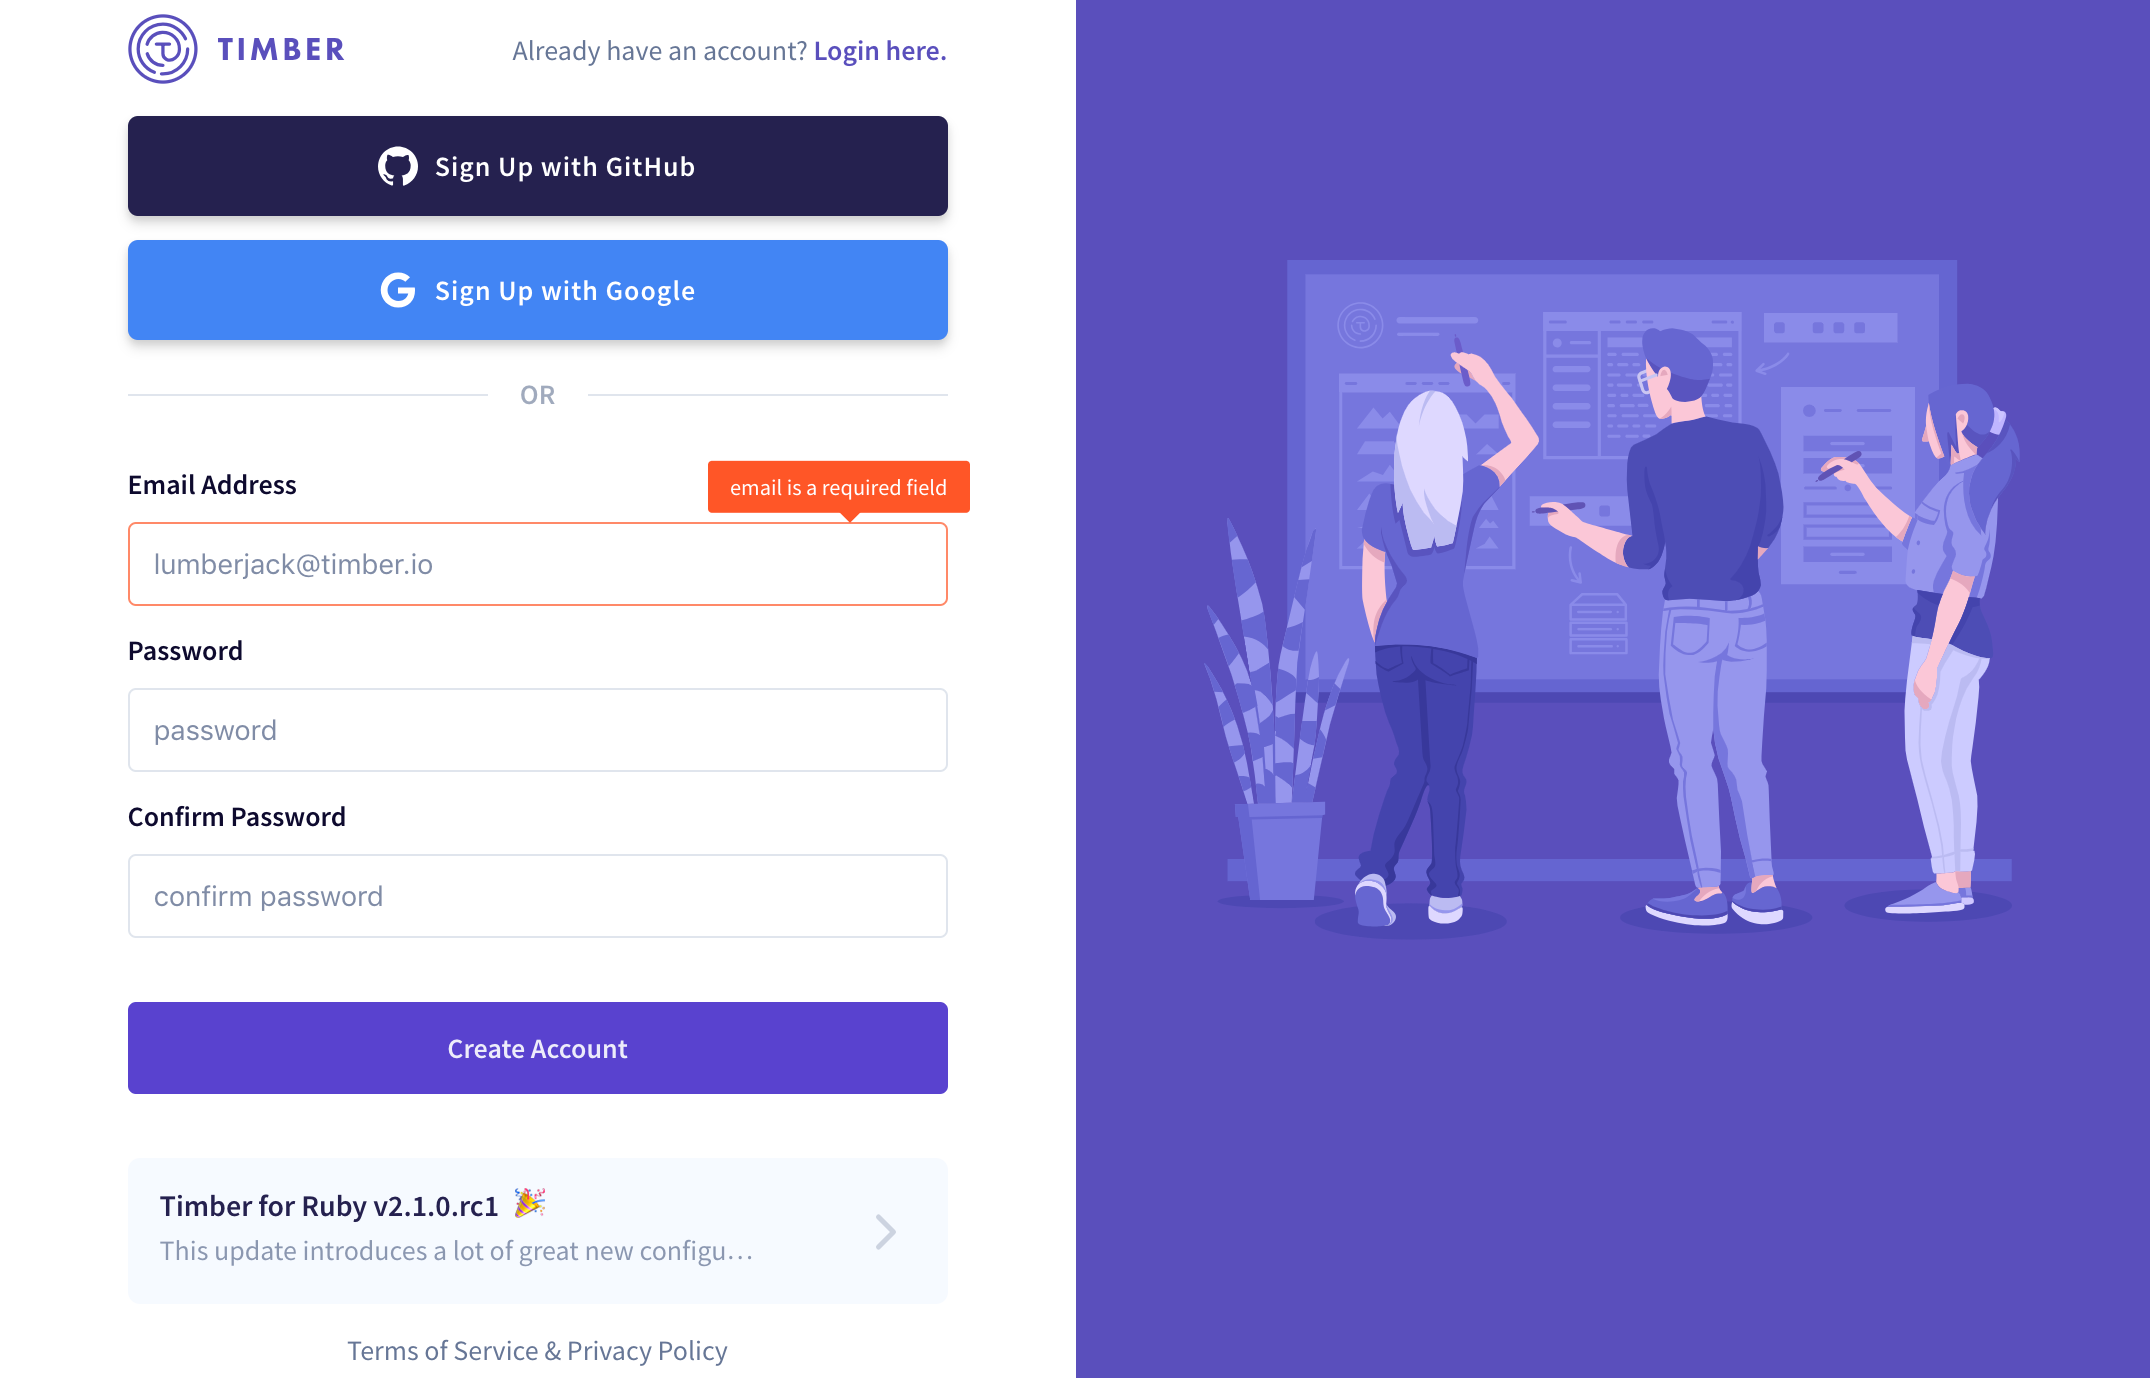 TIMBER
Already have an account? Login here.
Sign Up with GitHub
Sign Up with Google
OR
Email Address
email is a required field
lumberjack@timber.io
Password
password
Confirm Password
confirm password
Create Account
Timber for Ruby v2.1.0.rc1 🎉
This update introduces a lot of great new configu…
Terms of Service & Privacy Policy